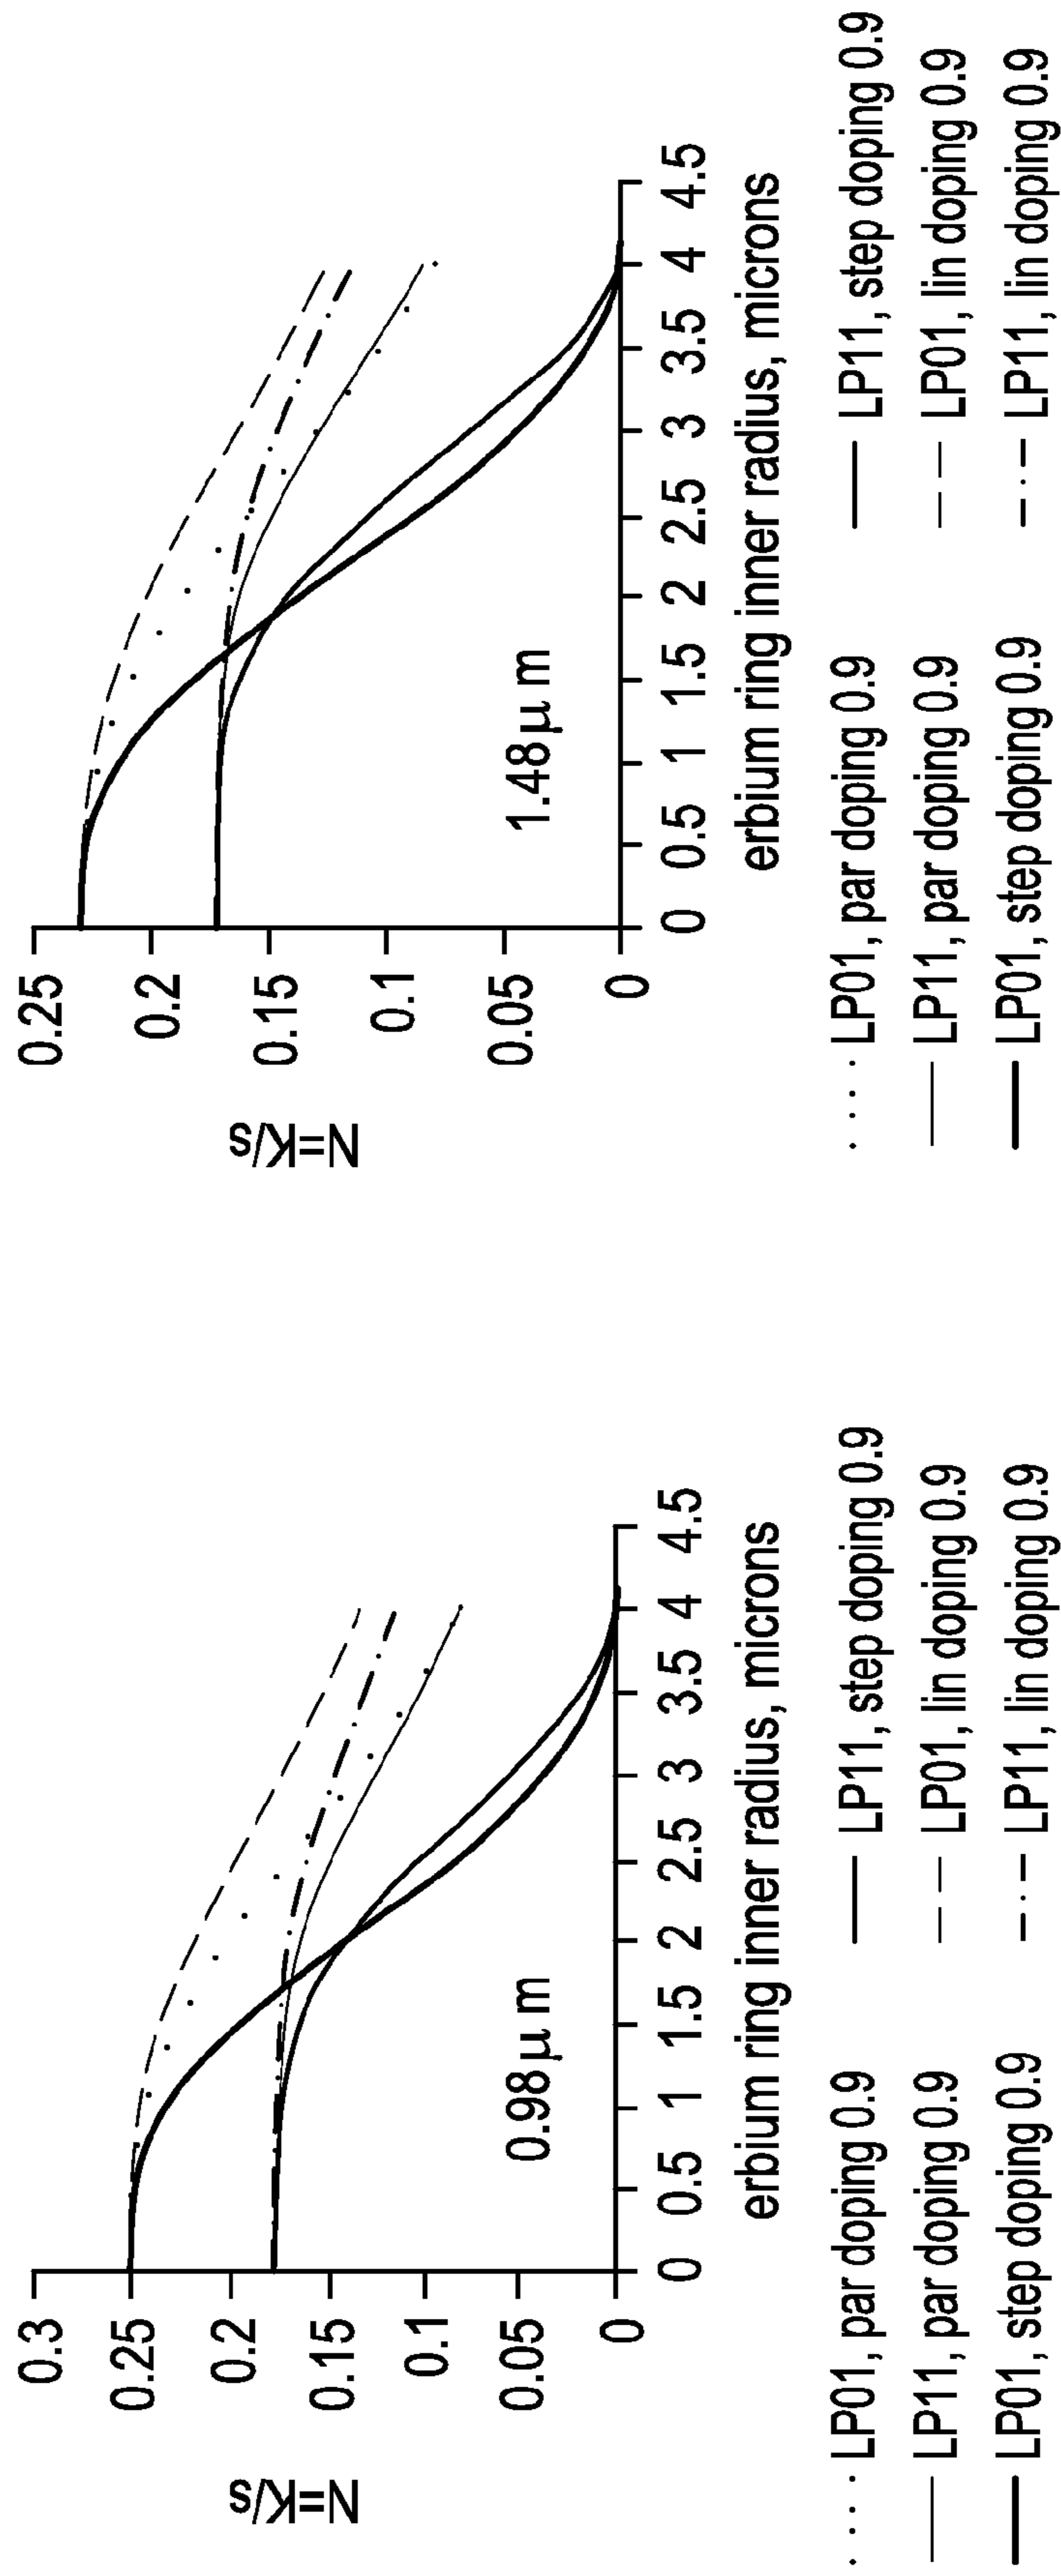 N=K/s
0.3
0.25
0.2
0.15
0.1
0.05
0
0.98μm
0 0.5 1 1.5 2 2.5 3 3.5 4 4.5
erbium ring inner radius, microns
LP01, par doping 0.9
LP11, step doping 0.9
LP11, par doping 0.9
LP01, lin doping 0.9
LP01, step doping 0.9
LP11, lin doping 0.9
N=K/s
0.25
0.2
0.15
0.1
0.05
0
1.48μm
0 0.5 1 1.5 2 2.5 3 3.5 4 4.5
erbium ring inner radius, microns
LP01, par doping 0.9
LP11, step doping 0.9
LP11, par doping 0.9
LP01, lin doping 0.9
LP01, step doping 0.9
LP11, lin doping 0.9